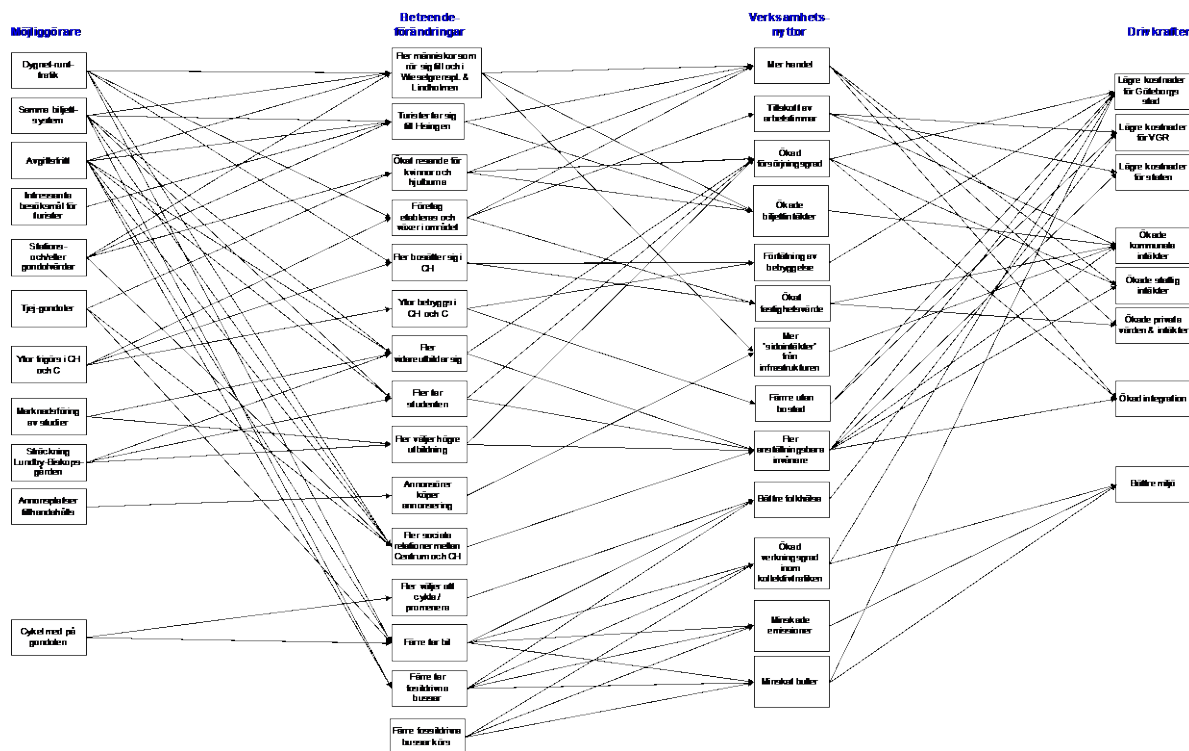 Möjliggörare
Dygnet-runt-
trafik
Samma biljett-
system
Avgiftsfritt
Intressanta
besöksmål för
turister
Stations-
och/eller
gondolvärdar
Tjej-gondoler
Ytor frigörs i CH
och C
Marknadsföring
av studier
Sträckning
Lundby-Biskops-
gården
Annonsplatser
tillhandahålls
Cykel med på
gondolen
Beteende-
förändringar
Fler människor som
rör sig till och i
Wieselgrenspl. &
Lindholmen
Turister tar sig
till Hisingen
Ökat resande för
kvinnor och
hjulburna
Företag
etableras och
växer i området
Fler bosätter sig i
CH
Ytor bebyggs i
CH och C
Fler
vidareutbildar sig
Fler tar
studenten
Fler väljer högre
utbildning
Annonsörer
köper
annonsering
Fler sociala
relationer mellan
Centrum och CH
Fler väljer att
cykla /
promenera
Färre tar bil
Färre tar
fosildrivna
bussar
Färre fossildrivna
bussar körs
Verksamhets-
nyttor
Mer handel
Tillskott av
arbetstimmar
Ökad
försörjningsgrad
Ökade
biljettintäkter
Förtätning av
bebyggelse
Ökat
fastighetsvärde
Mer
"sidointäkter"
från
infrastrukturen
Färre utan
bostad
Fler
anställningsbara
invånare
Bättre folkhälsa
Ökad
verkningsgrad
inom
kollektivtrafiken
Minskade
emissioner
Minskat buller
Drivkrafter
Lägre kostnader
för Göteborgs
stad
Lägre kostnader
för VGR
Lägre kostnader
för staten
Ökade
kommunala
intäkter
Ökade statlig
intäkter
Ökade privata
värden & intäkter
Ökad integration
Bättre miljö